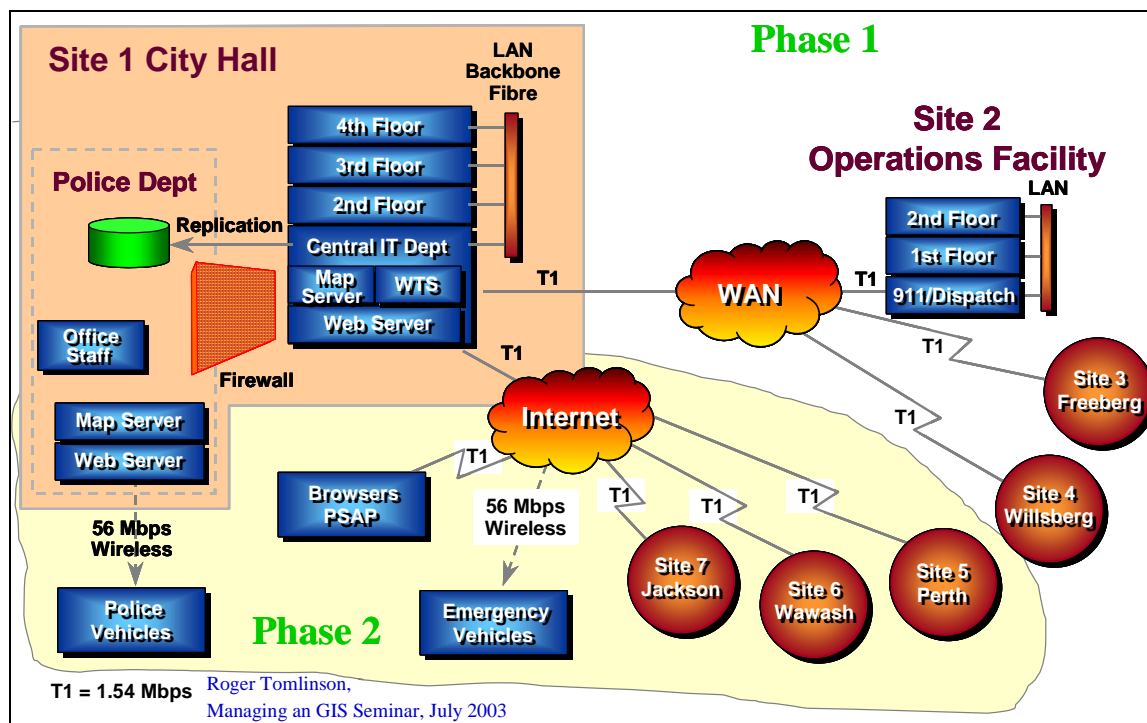 Phase 1
Site 1 City Hall
LAN
Backbone
Fibre
4th Floor
3rd Floor
2nd Floor
Central IT Dept
Map
Server
WTS
Web Server
Police Dept
Replication
Office
Staff
Firewall
Map Server
Web Server
Site 2
Operations Facility
LAN
2nd Floor
1st Floor
911/Dispatch
T1
WAN
T1
T1
T1
T1
Site 3
Freeberg
Site 4
Willsberg
Internet
T1
Browsers
PSAP
56 Mbps
Wireless
T1
T1
T1
56 Mbps
Wireless
Site 7
Jackson
Site 6
Wawash
Site 5
Perth
Police
Vehicles
Phase 2
Emergency
Vehicles
T1 = 1.54 Mbps
Roger Tomlinson,
Managing an GIS Seminar, July 2003